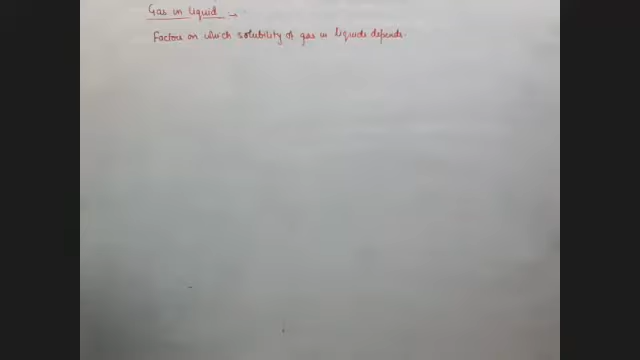 Gas in Liquid →
Factors on which solubility of gas in liquids depends.